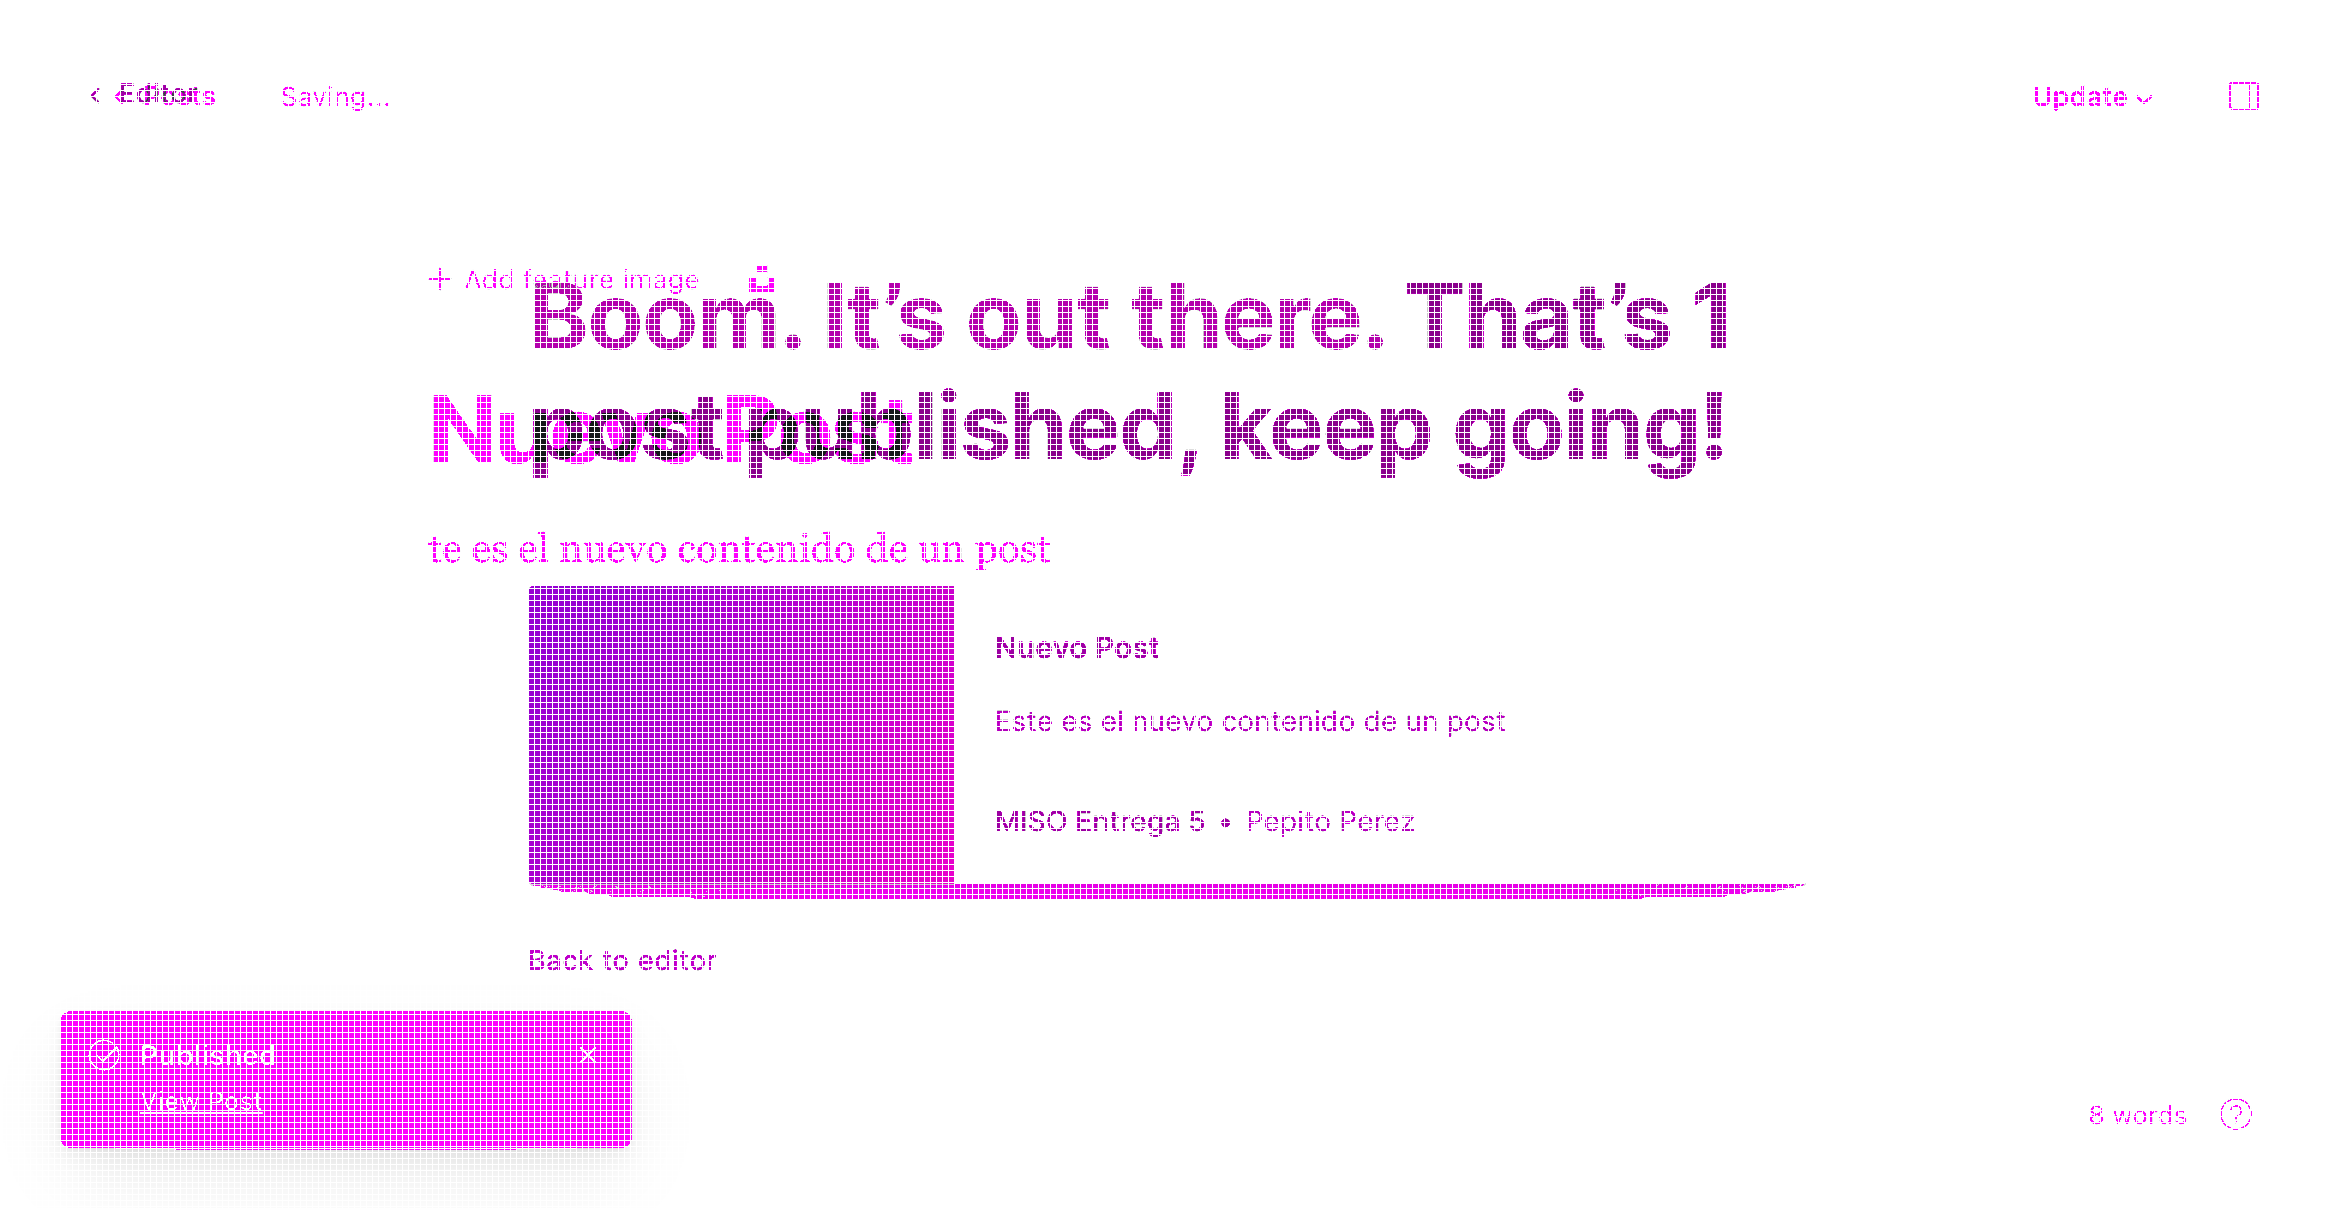 Editor
Posts
Saving...
Update
Add feature image
Boom. It’s out there. That’s 1
post published, keep going!
Nuevo Post
te es el nuevo contenido de un post
Nuevo Post
Este es el nuevo contenido de un post
MISO Entrega 5 • Pepito Perez
Back to editor
Published
View Post
8 words